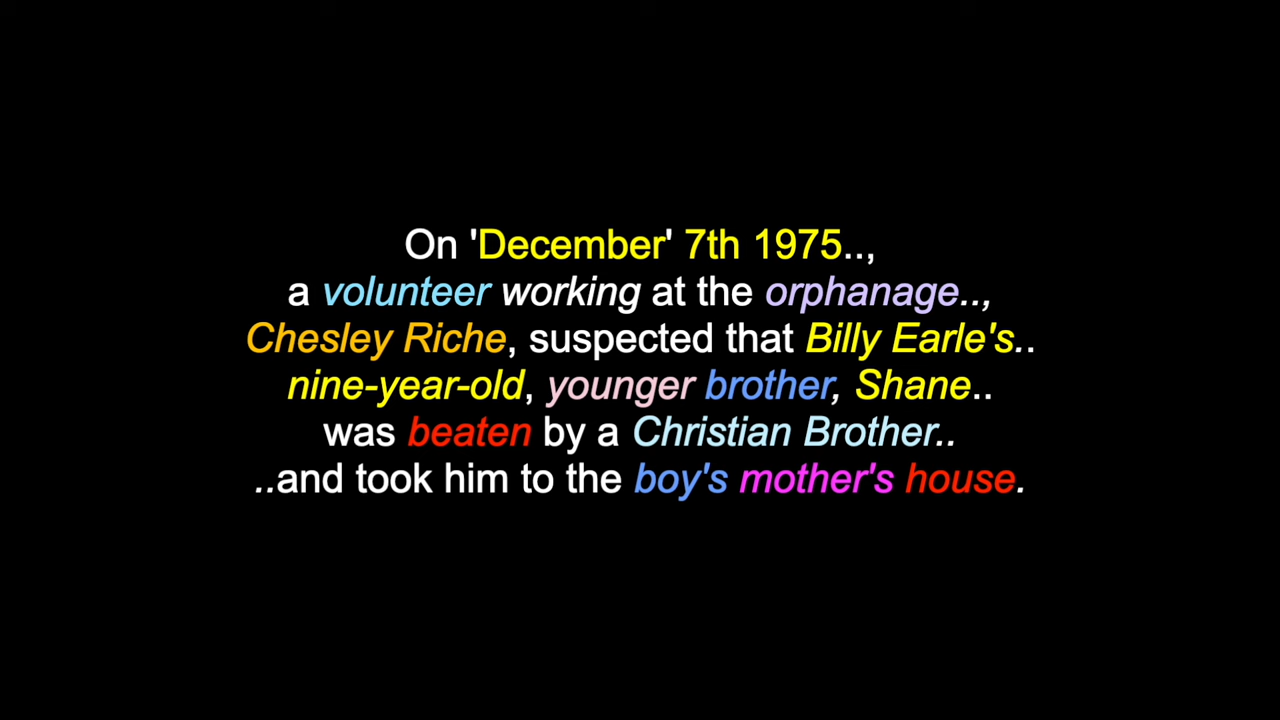 On 'December' 7th 1975..,
a volunteer working at the orphanage..,
Chesley Riche, suspected that Billy Earle's..
nine-year-old, younger brother, Shane..
was beaten by a Christian Brother..
..and took him to the boy's mother's house.